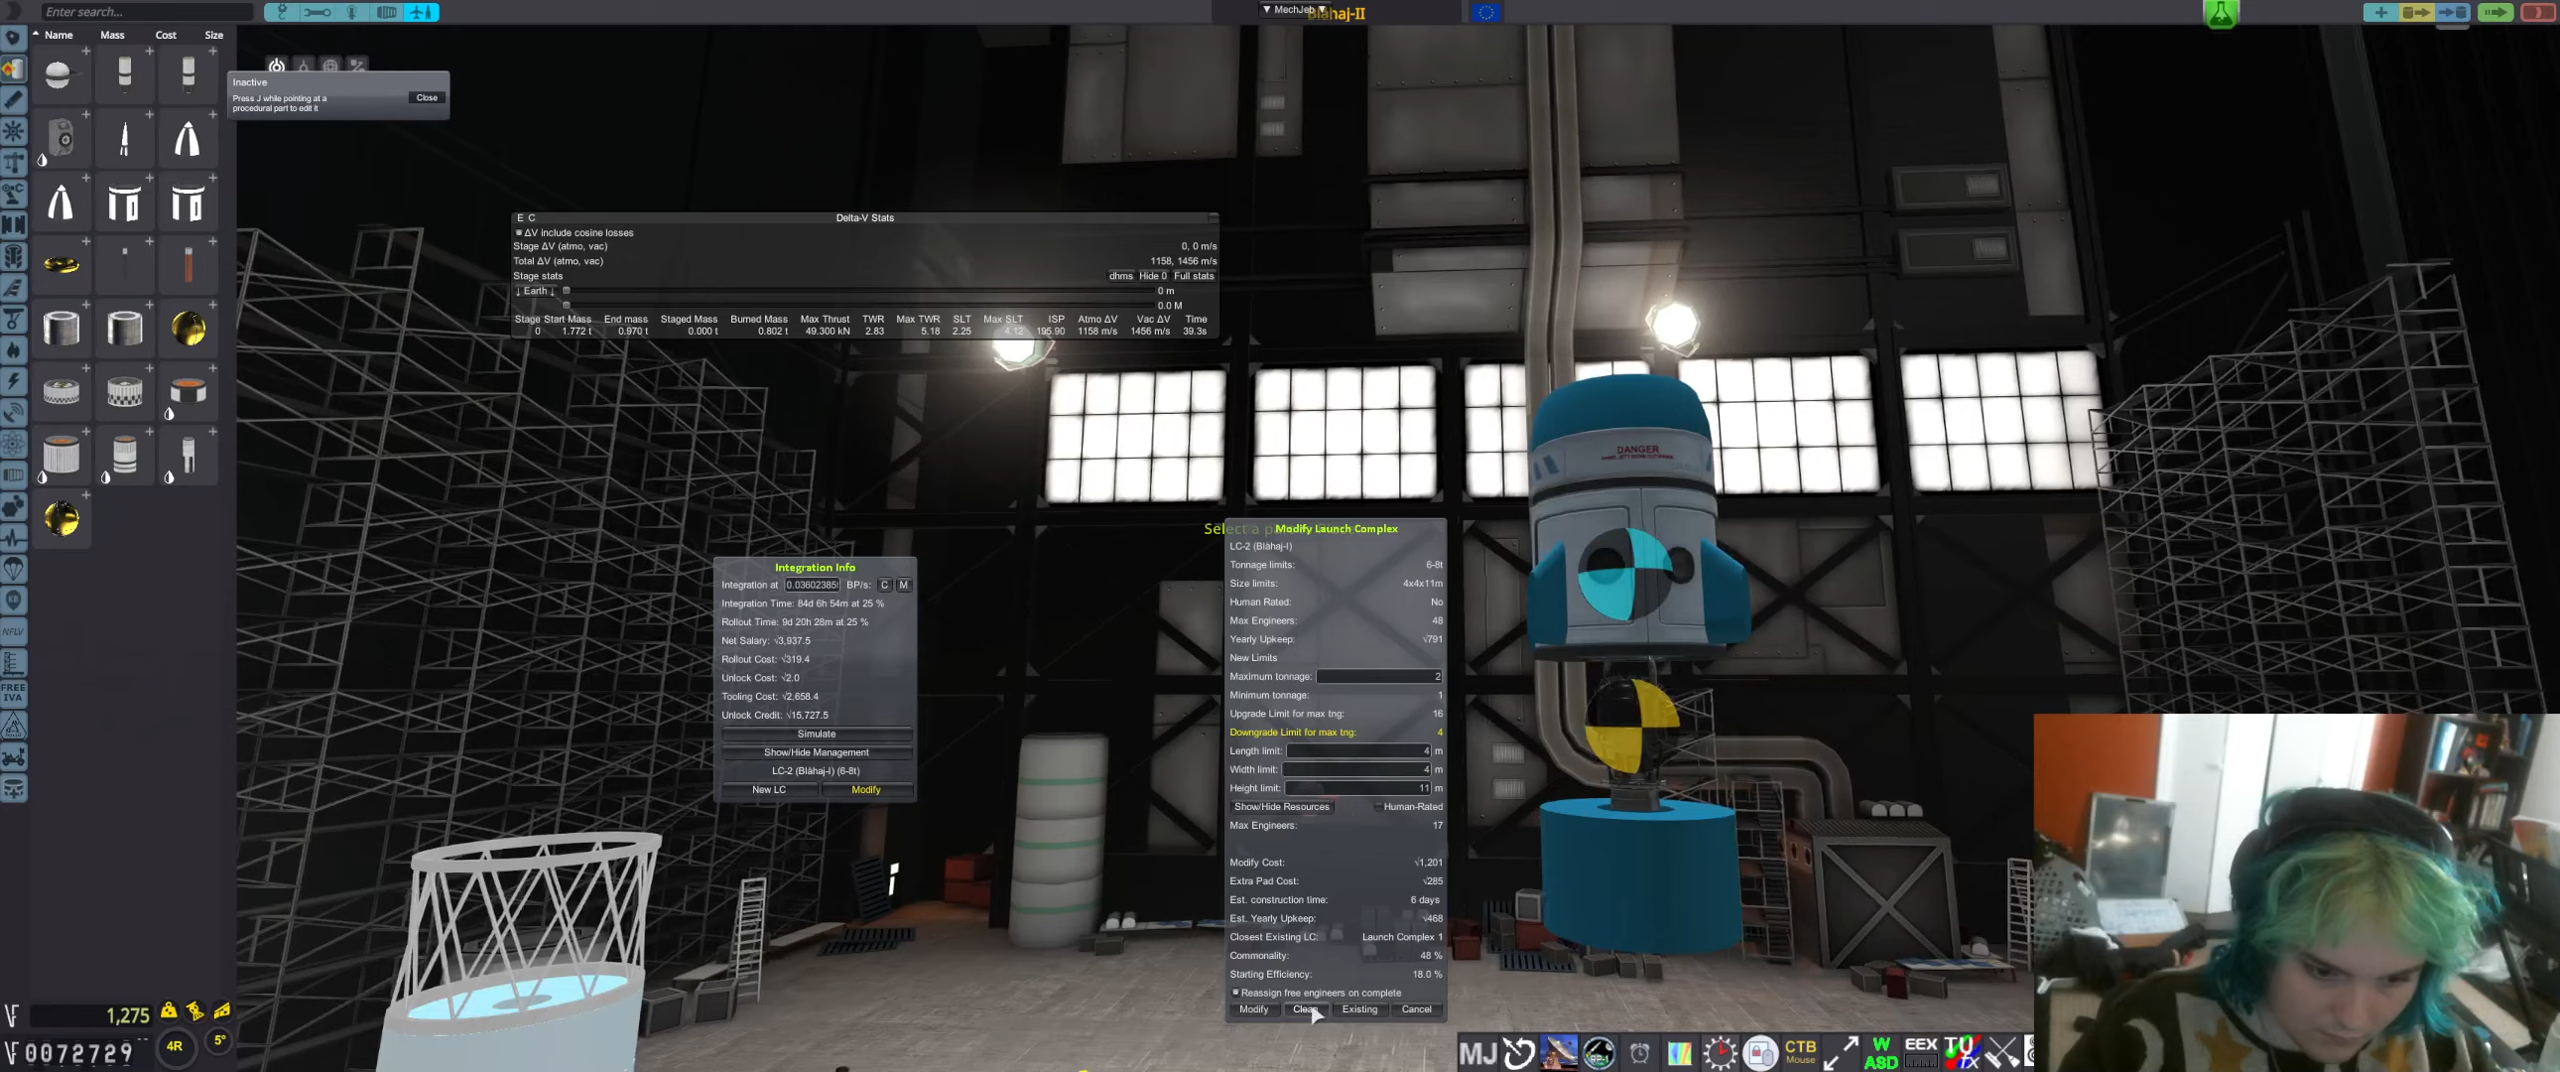 Enter search...
▼ MechJeb ▼
Blåhaj-II
Name Mass Cost Size
Inactive
Press J while pointing at a
procedural part to edit it
Close
E C Delta-V Stats
ΔV include cosine losses
Stage ΔV (atmo, vac) 0, 0 m/s
Total ΔV (atmo, vac) 1158, 1456 m/s
Stage stats dhms Hide 0 Full stats
↓ Earth ↓ 0 m
0.0 M
Stage Start Mass End mass Staged Mass Burned Mass Max Thrust TWR Max TWR SLT Max SLT ISP Atmo ΔV Vac ΔV Time
0 1.772 t 0.970 t 0.000 t 0.802 t 49.300 kN 2.83 5.18 2.25 4.12 195.90 1158 m/s 1456 m/s 39.3s
DANGER
Select a p
Modify Launch Complex
LC-2 (Blåhaj-I)
Tonnage limits: 6-8t
Size limits: 4x4x11m
Human Rated: No
Max Engineers: 48
Yearly Upkeep: √791
New Limits
Maximum tonnage: 2
Minimum tonnage: 1
Upgrade Limit for max tng: 16
Downgrade Limit for max tng: 4
Length limit: 4 m
Width limit: 4 m
Height limit: 11 m
Show/Hide Resources Human-Rated
Max Engineers: 17
Modify Cost: √1,201
Extra Pad Cost: √285
Est. construction time: 6 days
Est. Yearly Upkeep: √468
Closest Existing LC: Launch Complex 1
Commonality: 48 %
Starting Efficiency: 18.0 %
Reassign free engineers on complete
Modify Clear Existing Cancel
Integration Info
Integration at 0.03602385 BP/s: C M
Integration Time: 84d 6h 54m at 25 %
Rollout Time: 9d 20h 28m at 25 %
Net Salary: √3,937.5
Rollout Cost: √319.4
Unlock Cost: √2.0
Tooling Cost: √2,658.4
Unlock Credit: √15,727.5
Simulate
Show/Hide Management
LC-2 (Blåhaj-I) (6-8t)
New LC Modify
NFLV
FREE
IVA
1,275
0072729
4R
5°
MJ
CTB
Mouse
W
ASD
EEX
TU
TX